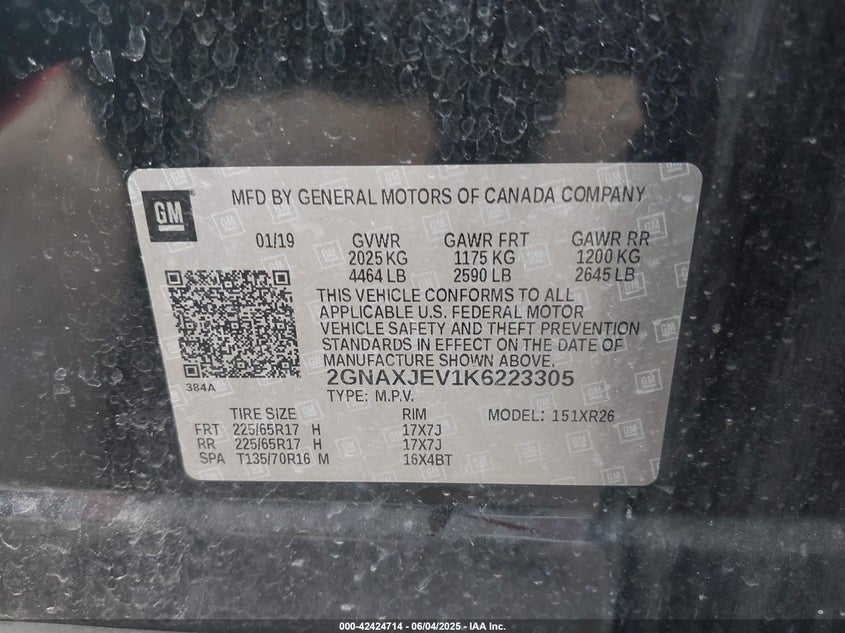 GM
MFD BY GENERAL MOTORS OF CANADA COMPANY
01/19 GVWR GAWR FRT GAWR RR
2025 KG 1175 KG 1200 KG
4464 LB 2590 LB 2645 LB
THIS VEHICLE CONFORMS TO ALL
APPLICABLE U.S. FEDERAL MOTOR
VEHICLE SAFETY AND THEFT PREVENTION
STANDARDS IN EFFECT ON THE DATE OF
MANUFACTURE SHOWN ABOVE.
384A
2GNAXJEV1K6223305
TYPE: M.P.V.
TIRE SIZE RIM MODEL: 151XR26
FRT 225/65R17 H 17X7J
RR 225/65R17 H 17X7J
SPA T135/70R16 M 16X4BT
000-42424714 - 06/04/2025 - IAA Inc.